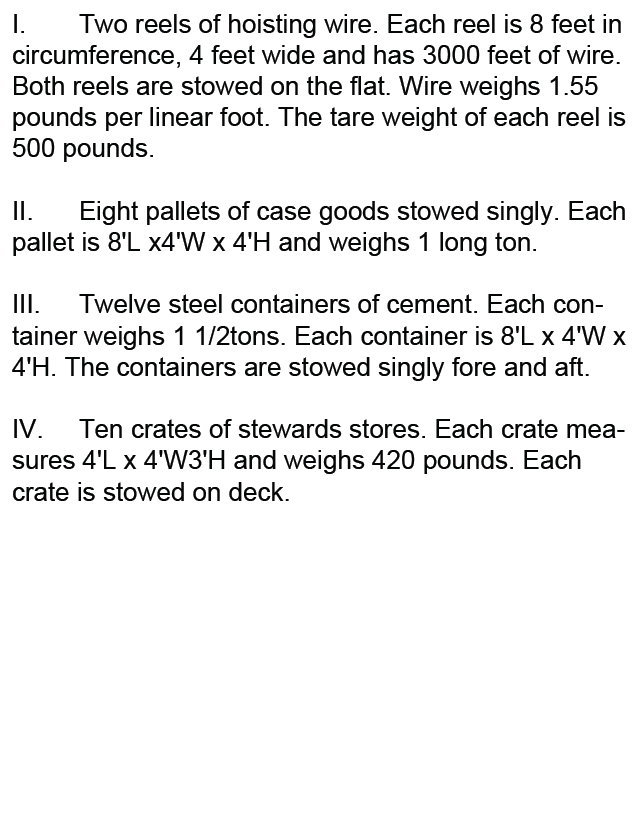 I. Two reels of hoisting wire. Each reel is 8 feet in
circumference, 4 feet wide and has 3000 feet of wire.
Both reels are stowed on the flat. Wire weighs 1.55
pounds per linear foot. The tare weight of each reel is
500 pounds.
II. Eight pallets of case goods stowed singly. Each
pallet is 8'L x4'W x 4'H and weighs 1 long ton.
III. Twelve steel containers of cement. Each con-
tainer weighs 1 1/2tons. Each container is 8'L x 4'W x
4'H. The containers are stowed singly fore and aft.
IV. Ten crates of stewards stores. Each crate mea-
sures 4'L x 4'W3'H and weighs 420 pounds. Each
crate is stowed on deck.